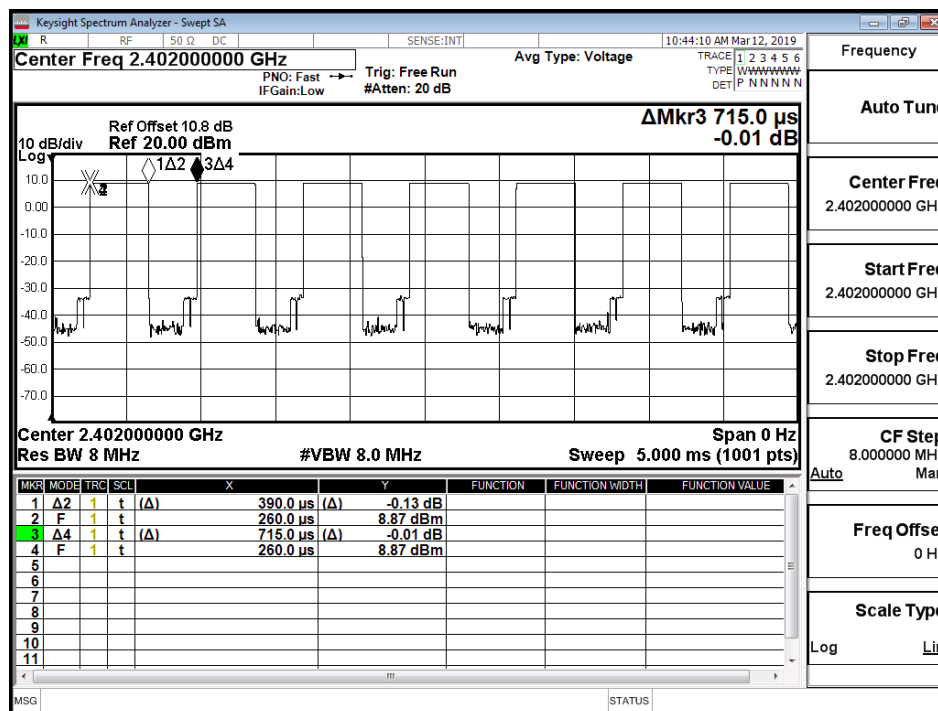 Keysight Spectrum Analyzer - Swept SA
LXI R RF 50 Ω DC SENSE:INT 10:44:10 AM Mar 12, 2019
Center Freq 2.402000000 GHz Avg Type: Voltage TRACE 1 2 3 4 5 6
PNO: Fast Trig: Free Run TYPE WWWWWW
IFGain:Low #Atten: 20 dB DET P N N N N N
ΔMkr3 715.0 µs
-0.01 dB
Ref Offset 10.8 dB
10 dB/div Ref 20.00 dBm
Log
1Δ2 3Δ4
10.0
0.00
-10.0
-20.0
-30.0
-40.0
-50.0
-60.0
-70.0
Center 2.402000000 GHz Span 0 Hz
Res BW 8 MHz #VBW 8.0 MHz Sweep 5.000 ms (1001 pts)
MKR MODE TRC SCL X Y FUNCTION FUNCTION WIDTH FUNCTION VALUE
1 Δ2 1 t (Δ) 390.0 µs (Δ) -0.13 dB
2 F 1 t 260.0 µs 8.87 dBm
3 Δ4 1 t (Δ) 715.0 µs (Δ) -0.01 dB
4 F 1 t 260.0 µs 8.87 dBm
5
6
7
8
9
10
11
MSG STATUS
Frequency
Auto Tun
Center Fre
2.402000000 GH
Start Fre
2.402000000 GH
Stop Fre
2.402000000 GH
CF Ste
8.000000 MH
Auto Ma
Freq Offse
0 H
Scale Typ
Log Li